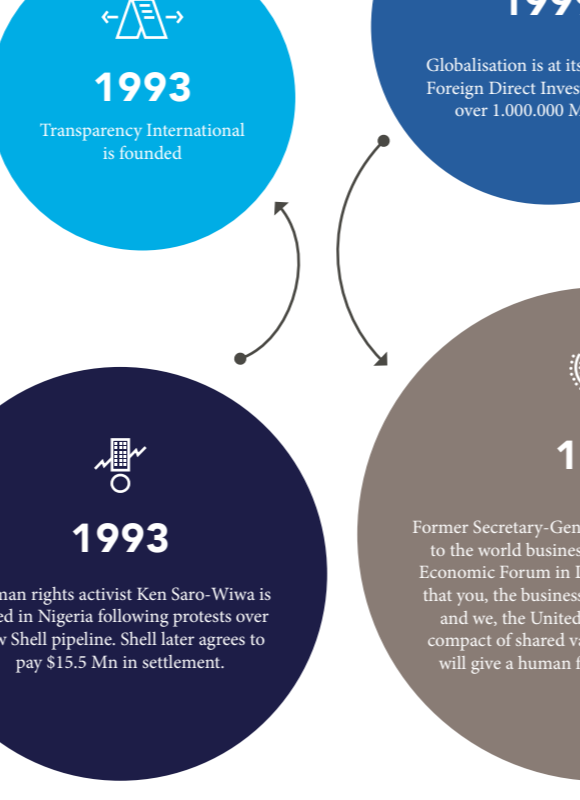 1993
Transparency International
is founded
Globalisation is at its
Foreign Direct Inves
over 1.000.000 M
1993
man rights activist Ken Saro-Wiwa is
ed in Nigeria following protests over
w Shell pipeline. Shell later agrees to
pay $15.5 Mn in settlement.
1
Former Secretary-Gen
to the world busines
Economic Forum in
that you, the business
and we, the United
compact of shared va
will give a human f